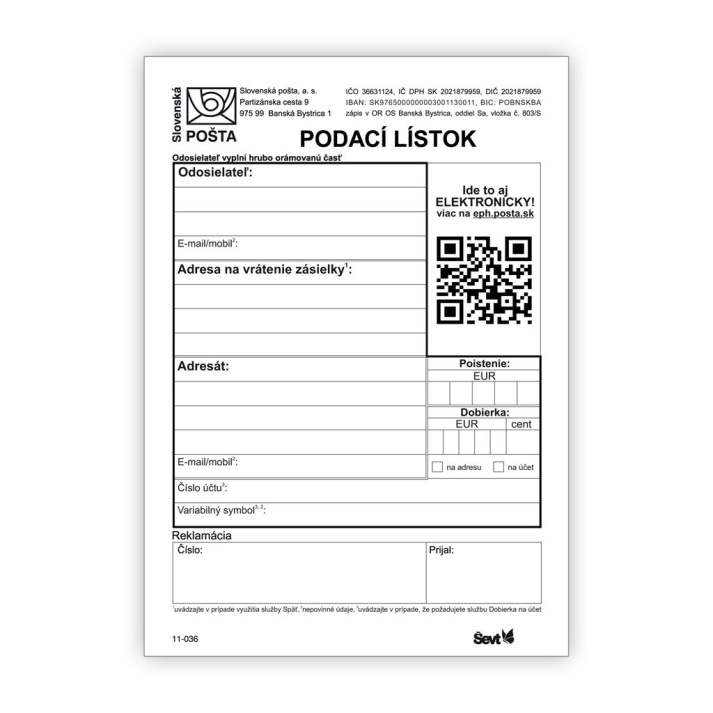 Slovenská
POŠTA
Slovenská pošta, a. s.
Partizánska cesta 9
975 99 Banská Bystrica 1
IČO 36631124, IČ DPH SK 2021879959, DIČ 2021879959
IBAN: SK9765000000003001130011, BIC: POBNSKBA
zápis v OR OS Banská Bystrica, oddiel Sa, vložka č. 803/S
PODACÍ LÍSTOK
Odosielateľ vyplní hrubo orámovanú časť
Odosielateľ:
E-mail/mobil²:
Adresa na vrátenie zásielky¹:
Ide to aj
ELEKTRONICKY!
viac na eph.posta.sk
Adresát:
E-mail/mobil²:
Poistenie:
EUR
Dobierka:
EUR cent
na adresu na účet
Číslo účtu³:
Variabilný symbol³˒ ²:
Reklamácia
Číslo:
Prijal:
¹uvádzajte v prípade využitia služby Späť, ²nepovinné údaje, ³uvádzajte v prípade, že požadujete službu Dobierka na účet
11-036
Ševt